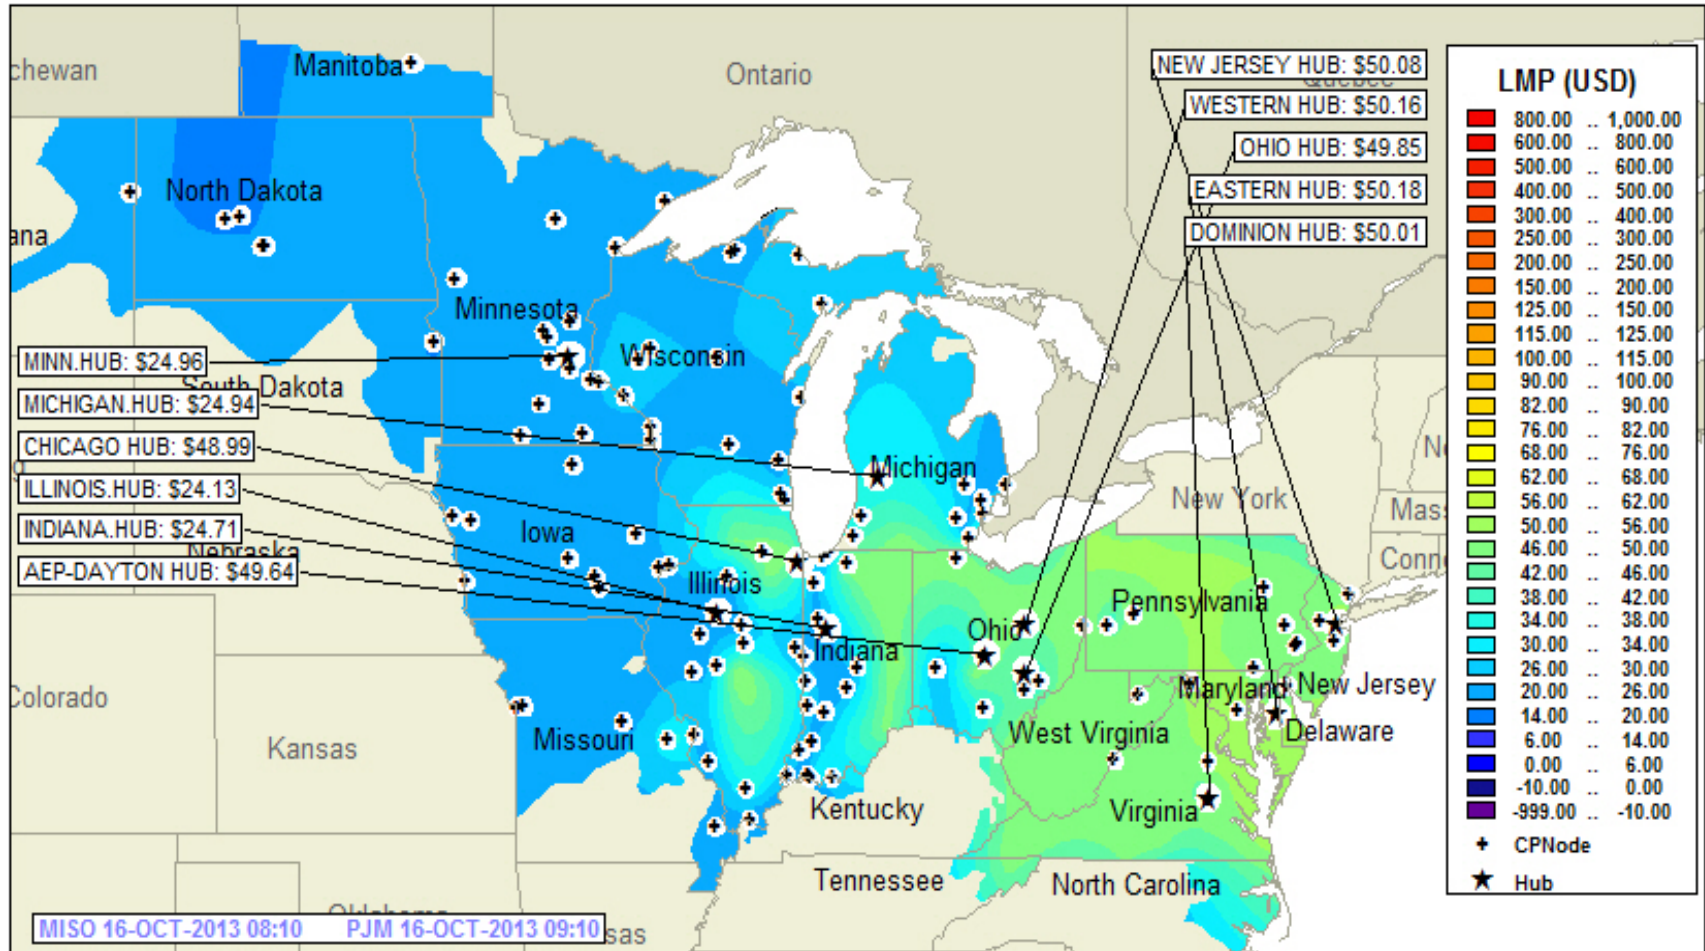 chewan
Manitoba
Ontario
Quebec
North Dakota
ana
Minnesota
Wisconsin
South Dakota
Michigan
Iowa
Nebraska
Illinois
Indiana
Ohio
Pennsylvania
New York
Mass
Conne
Maryland
New Jersey
Delaware
West Virginia
Virginia
Kentucky
Missouri
Kansas
Colorado
Tennessee
North Carolina
Oklahoma
sas
MINN.HUB: $24.96
MICHIGAN.HUB: $24.94
CHICAGO HUB: $48.99
ILLINOIS.HUB: $24.13
INDIANA.HUB: $24.71
AEP-DAYTON HUB: $49.64
NEW JERSEY HUB: $50.08
WESTERN HUB: $50.16
OHIO HUB: $49.85
EASTERN HUB: $50.18
DOMINION HUB: $50.01
LMP (USD)
800.00 .. 1,000.00
600.00 .. 800.00
500.00 .. 600.00
400.00 .. 500.00
300.00 .. 400.00
250.00 .. 300.00
200.00 .. 250.00
150.00 .. 200.00
125.00 .. 150.00
115.00 .. 125.00
100.00 .. 115.00
90.00 .. 100.00
82.00 .. 90.00
76.00 .. 82.00
68.00 .. 76.00
62.00 .. 68.00
56.00 .. 62.00
50.00 .. 56.00
46.00 .. 50.00
42.00 .. 46.00
38.00 .. 42.00
34.00 .. 38.00
30.00 .. 34.00
26.00 .. 30.00
20.00 .. 26.00
14.00 .. 20.00
6.00 .. 14.00
0.00 .. 6.00
-10.00 .. 0.00
-999.00 .. -10.00
CPNode
Hub
MISO 16-OCT-2013 08:10 PJM 16-OCT-2013 09:10